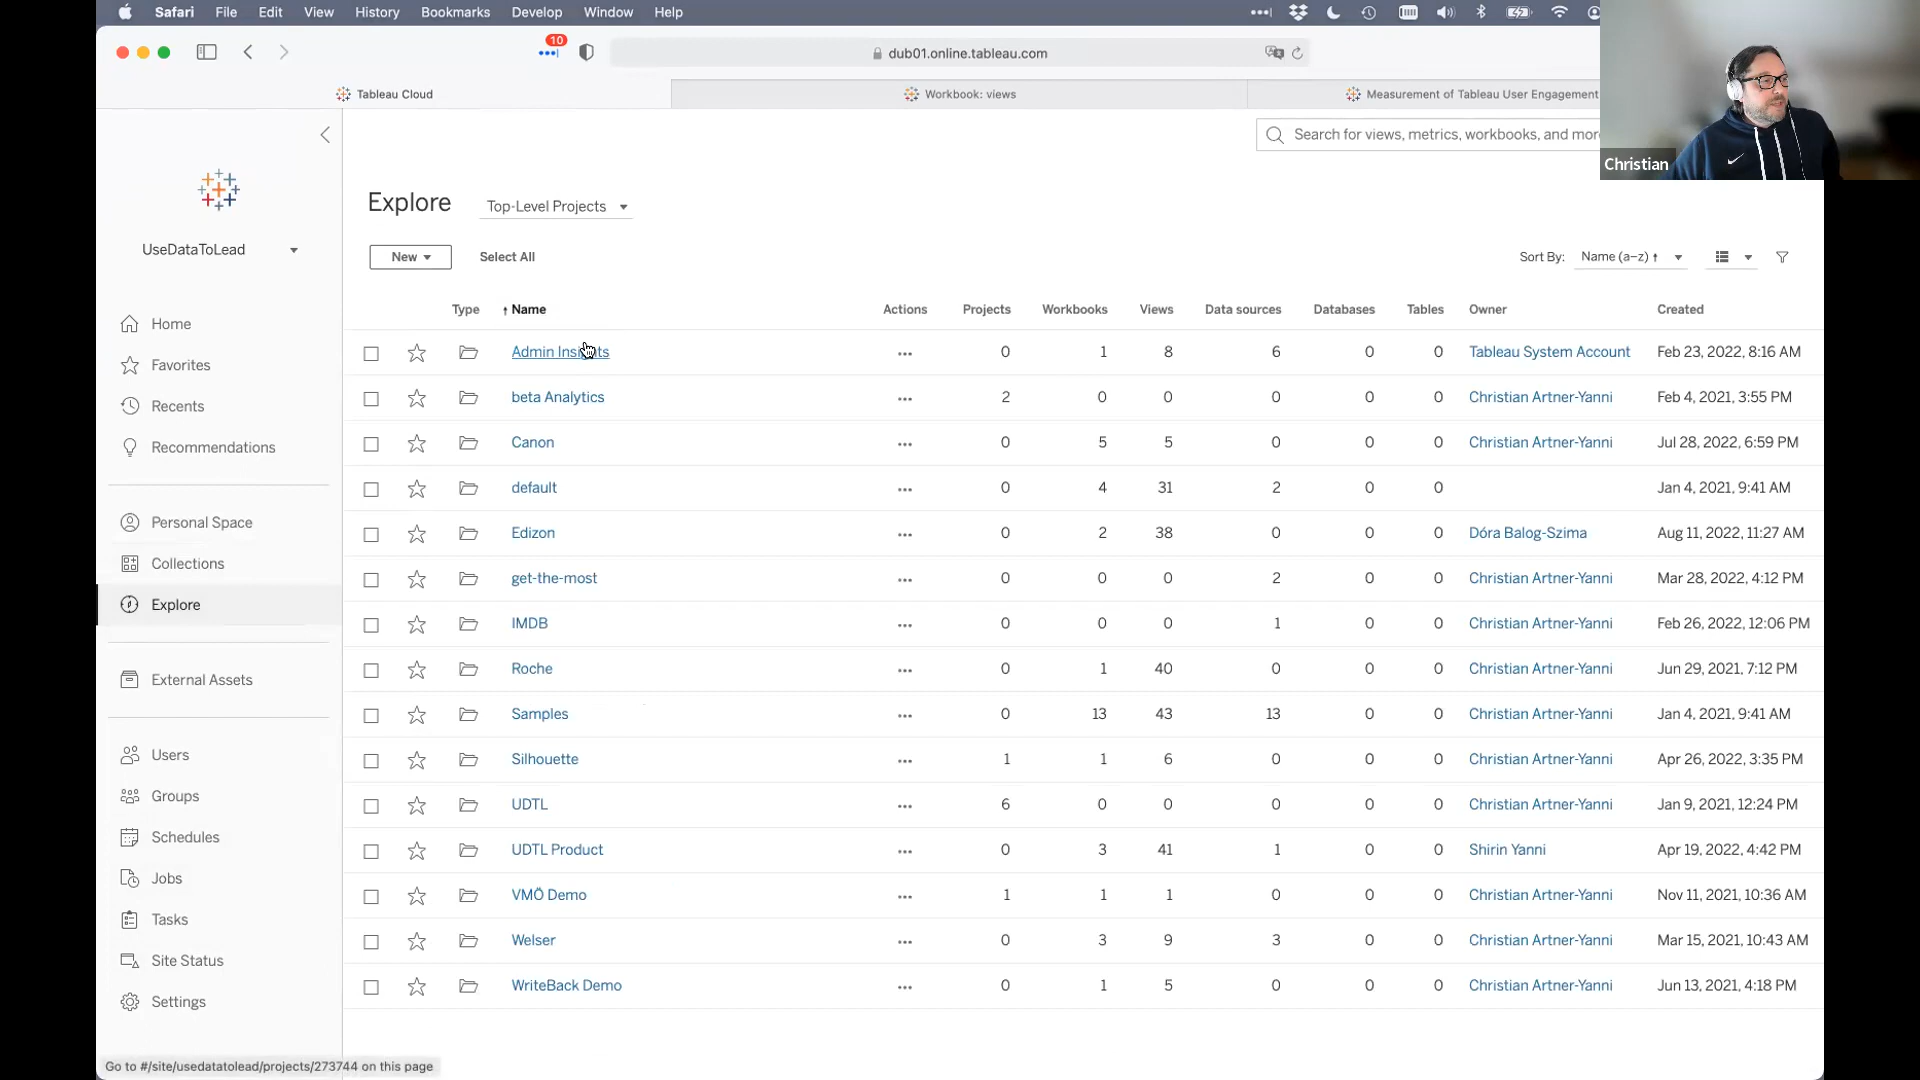 Safari File Edit View History Bookmarks Develop Window Help
10
dub01.online.tableau.com
Tableau Cloud
Workbook: views
Measurement of Tableau User Engagement
Christian
Search for views, metrics, workbooks, and more
UseDataToLead
Home
Favorites
Recents
Recommendations
Personal Space
Collections
Explore
External Assets
Users
Groups
Schedules
Jobs
Tasks
Site Status
Settings
Explore Top-Level Projects
New Select All Sort By: Name (a–z) ↑
Type ↑ Name Actions Projects Workbooks Views Data sources Databases Tables Owner Created
Admin Insights ... 0 1 8 6 0 0 Tableau System Account Feb 23, 2022, 8:16 AM
beta Analytics ... 2 0 0 0 0 0 Christian Artner-Yanni Feb 4, 2021, 3:55 PM
Canon ... 0 5 5 0 0 0 Christian Artner-Yanni Jul 28, 2022, 6:59 PM
default ... 0 4 31 2 0 0 Jan 4, 2021, 9:41 AM
Edizon ... 0 2 38 0 0 0 Dóra Balog-Szima Aug 11, 2022, 11:27 AM
get-the-most ... 0 0 0 2 0 0 Christian Artner-Yanni Mar 28, 2022, 4:12 PM
IMDB ... 0 0 0 1 0 0 Christian Artner-Yanni Feb 26, 2022, 12:06 PM
Roche ... 0 1 40 0 0 0 Christian Artner-Yanni Jun 29, 2021, 7:12 PM
Samples ... 0 13 43 13 0 0 Christian Artner-Yanni Jan 4, 2021, 9:41 AM
Silhouette ... 1 1 6 0 0 0 Christian Artner-Yanni Apr 26, 2022, 3:35 PM
UDTL ... 6 0 0 0 0 0 Christian Artner-Yanni Jan 9, 2021, 12:24 PM
UDTL Product ... 0 3 41 1 0 0 Shirin Yanni Apr 19, 2022, 4:42 PM
VMÖ Demo ... 1 1 1 0 0 0 Christian Artner-Yanni Nov 11, 2021, 10:36 AM
Welser ... 0 3 9 3 0 0 Christian Artner-Yanni Mar 15, 2021, 10:43 AM
WriteBack Demo ... 0 1 5 0 0 0 Christian Artner-Yanni Jun 13, 2021, 4:18 PM
Go to #/site/usedatatolead/projects/273744 on this page